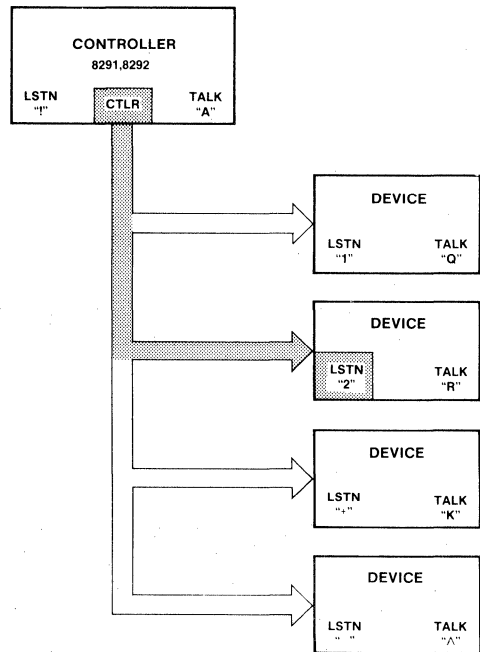 CONTROLLER
8291,8292
LSTN
"!"
CTLR
TALK
"A"
DEVICE
LSTN
"1"
TALK
"Q"
DEVICE
LSTN
"2"
TALK
"R"
DEVICE
LSTN
"+"
TALK
"K"
DEVICE
LSTN
TALK
"^"